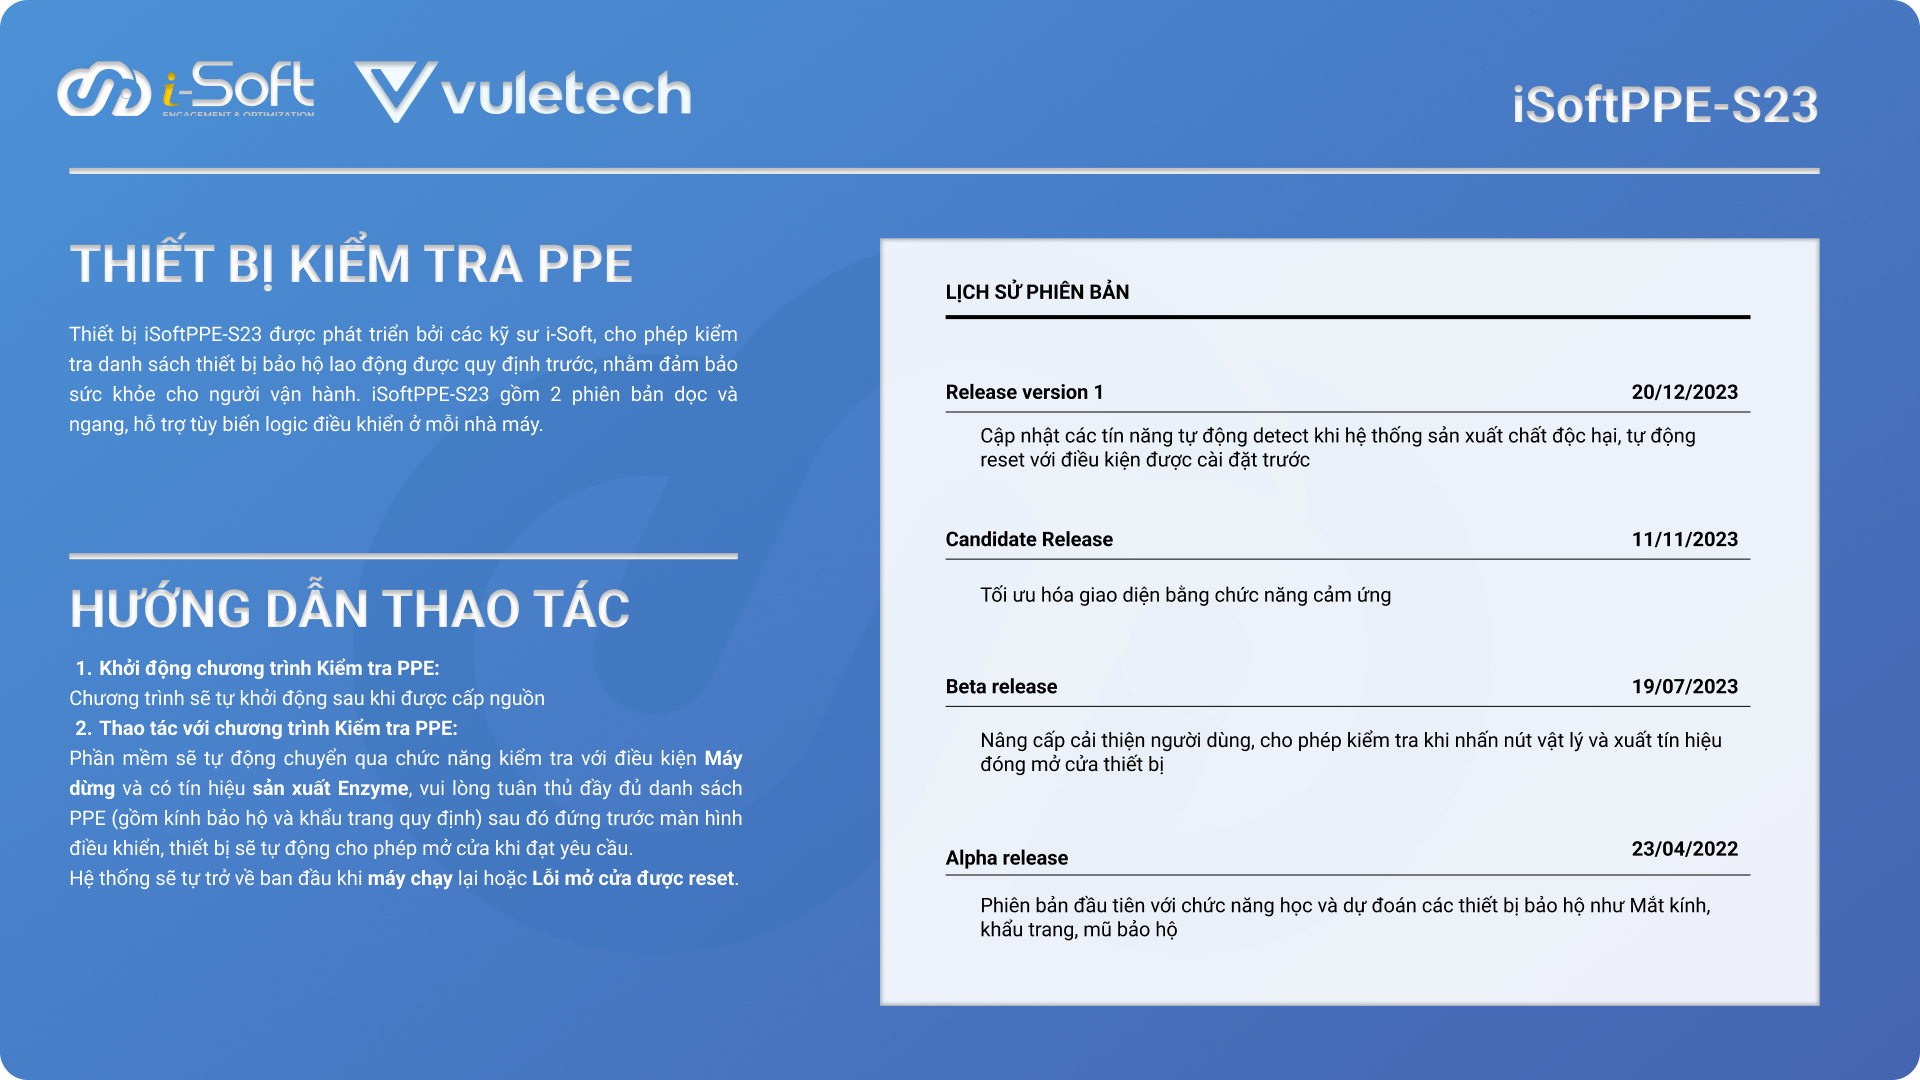 i-Soft
ENGAGEMENT & OPTIMIZATION
vuletech
iSoftPPE-S23
THIẾT BỊ KIỂM TRA PPE
Thiết bị iSoftPPE-S23 được phát triển bởi các kỹ sư i-Soft, cho phép kiểm
tra danh sách thiết bị bảo hộ lao động được quy định trước, nhằm đảm bảo
sức khỏe cho người vận hành. iSoftPPE-S23 gồm 2 phiên bản dọc và
ngang, hỗ trợ tùy biến logic điều khiển ở mỗi nhà máy.
HƯỚNG DẪN THAO TÁC
1. Khởi động chương trình Kiểm tra PPE:
Chương trình sẽ tự khởi động sau khi được cấp nguồn
2. Thao tác với chương trình Kiểm tra PPE:
Phần mềm sẽ tự động chuyển qua chức năng kiểm tra với điều kiện Máy
dừng và có tín hiệu sản xuất Enzyme, vui lòng tuân thủ đầy đủ danh sách
PPE (gồm kính bảo hộ và khẩu trang quy định) sau đó đứng trước màn hình
điều khiển, thiết bị sẽ tự động cho phép mở cửa khi đạt yêu cầu.
Hệ thống sẽ tự trở về ban đầu khi máy chạy lại hoặc Lỗi mở cửa được reset.
LỊCH SỬ PHIÊN BẢN
Release version 1 20/12/2023
Cập nhật các tín năng tự động detect khi hệ thống sản xuất chất độc hại, tự động
reset với điều kiện được cài đặt trước
Candidate Release 11/11/2023
Tối ưu hóa giao diện bằng chức năng cảm ứng
Beta release 19/07/2023
Nâng cấp cải thiện người dùng, cho phép kiểm tra khi nhấn nút vật lý và xuất tín hiệu
đóng mở cửa thiết bị
Alpha release 23/04/2022
Phiên bản đầu tiên với chức năng học và dự đoán các thiết bị bảo hộ như Mắt kính,
khẩu trang, mũ bảo hộ